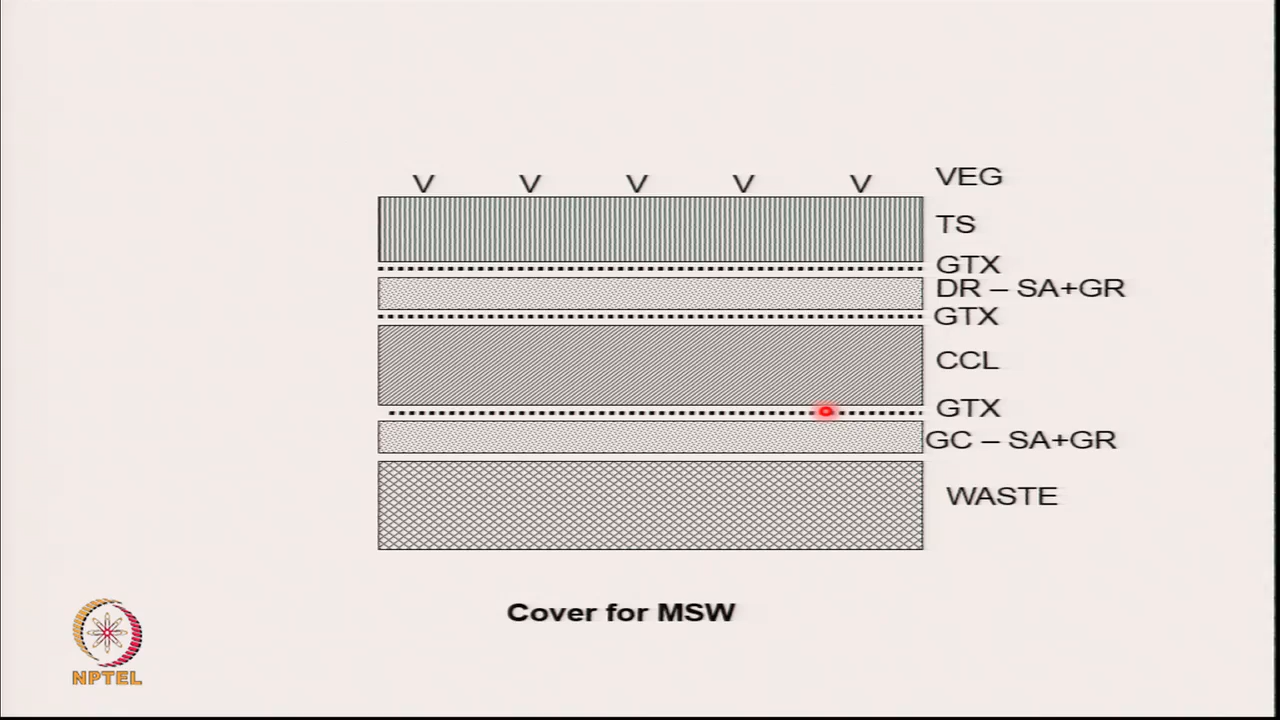 V V V V V VEG
TS
GTX
DR – SA+GR
GTX
CCL
GTX
GC – SA+GR
WASTE
Cover for MSW
NPTEL